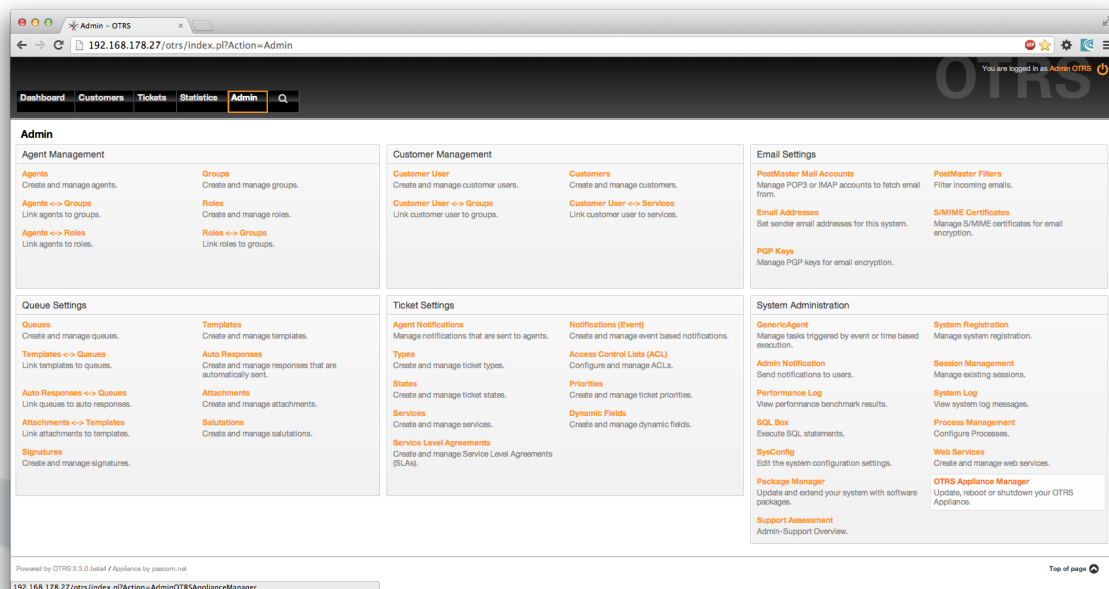 Admin – OTRS
192.168.178.27/otrs/index.pl?Action=Admin
ABP
You are logged in as Admin OTRS
OTRS
Dashboard Customers Tickets Statistics Admin
Admin
Agent Management
Agents
Create and manage agents.
Groups
Create and manage groups.
Agents <-> Groups
Link agents to groups.
Roles
Create and manage roles.
Agents <-> Roles
Link agents to roles.
Roles <-> Groups
Link roles to groups.
Customer Management
Customer User
Create and manage customer users.
Customers
Create and manage customers.
Customer User <-> Groups
Link customer user to groups.
Customer User <-> Services
Link customer user to services.
Email Settings
PostMaster Mail Accounts
Manage POP3 or IMAP accounts to fetch email
from.
PostMaster Filters
Filter incoming emails.
Email Addresses
Set sender email addresses for this system.
S/MIME Certificates
Manage S/MIME certificates for email
encryption.
PGP Keys
Manage PGP keys for email encryption.
Queue Settings
Queues
Create and manage queues.
Templates
Create and manage templates.
Templates <-> Queues
Link templates to queues.
Auto Responses
Create and manage responses that are
automatically sent.
Auto Responses <-> Queues
Link queues to auto responses.
Attachments
Create and manage attachments.
Attachments <-> Templates
Link attachments to templates.
Salutations
Create and manage salutations.
Signatures
Create and manage signatures.
Ticket Settings
Agent Notifications
Manage notifications that are sent to agents.
Notifications (Event)
Create and manage event based notifications.
Types
Create and manage ticket types.
Access Control Lists (ACL)
Configure and manage ACLs.
States
Create and manage ticket states.
Priorities
Create and manage ticket priorities.
Services
Create and manage services.
Dynamic Fields
Create and manage dynamic fields.
Service Level Agreements
Create and manage Service Level Agreements
(SLAs).
System Administration
GenericAgent
Manage tasks triggered by event or time based
execution.
System Registration
Manage system registration.
Admin Notification
Send notifications to users.
Session Management
Manage existing sessions.
Performance Log
View performance benchmark results.
System Log
View system log messages.
SQL Box
Execute SQL statements.
Process Management
Configure Processes.
SysConfig
Edit the system configuration settings.
Web Services
Create and manage web services.
Package Manager
Update and extend your system with software
packages.
OTRS Appliance Manager
Update, reboot or shutdown your OTRS
Appliance.
Support Assessment
Admin-Support Overview.
Powered by OTRS 3.3.0.beta4 / Appliance by pascom.net
Top of page
192.168.178.27/otrs/index.pl?Action=AdminOTRSApplianceManager